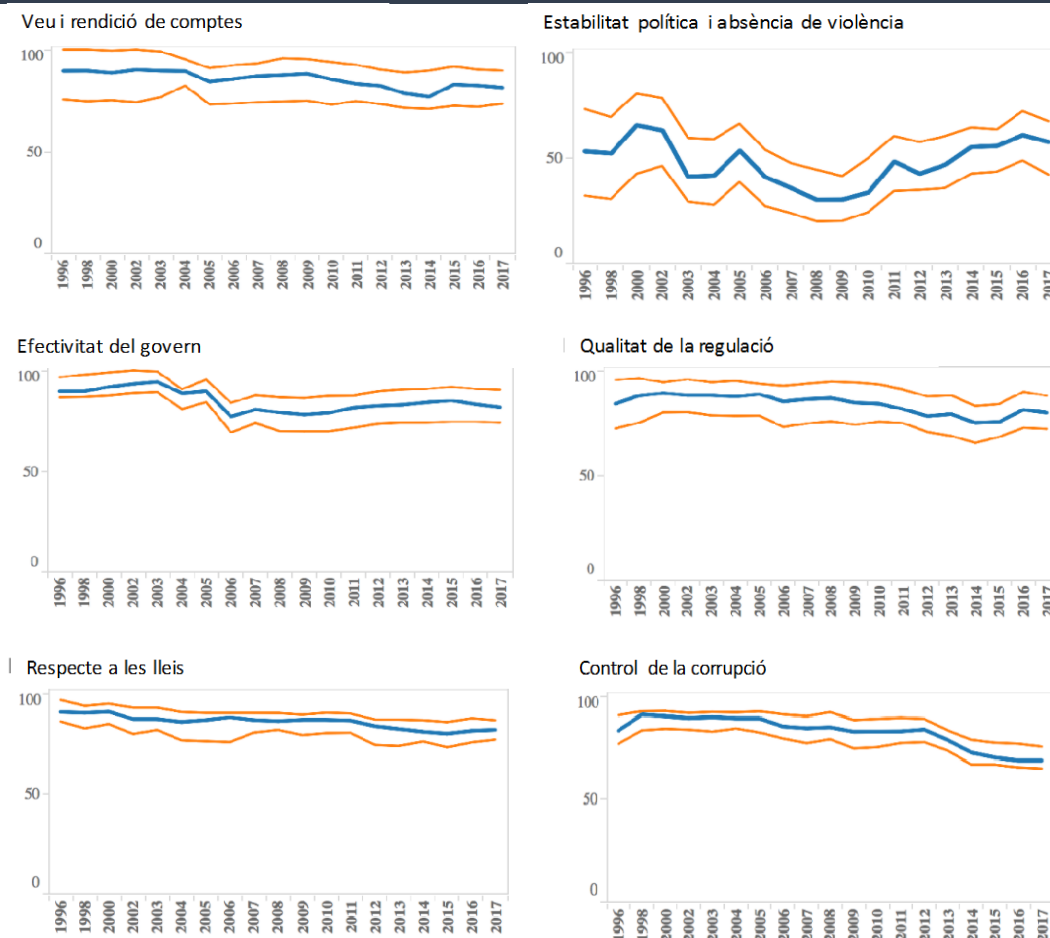 Veu i rendició de comptes
100
50
0
1996 1998 2000 2002 2003 2004 2005 2006 2007 2008 2009 2010 2011 2012 2013 2014 2015 2016 2017
Estabilitat política i absència de violència
100
50
0
1996 1998 2000 2002 2003 2004 2005 2006 2007 2008 2009 2010 2011 2012 2013 2014 2015 2016 2017
Efectivitat del govern
100
50
0
1996 1998 2000 2002 2003 2004 2005 2006 2007 2008 2009 2010 2011 2012 2013 2014 2015 2016 2017
Qualitat de la regulació
100
50
0
1996 1998 2000 2002 2003 2004 2005 2006 2007 2008 2009 2010 2011 2012 2013 2014 2015 2016 2017
Respecte a les lleis
100
50
0
1996 1998 2000 2002 2003 2004 2005 2006 2007 2008 2009 2010 2011 2012 2013 2014 2015 2016 2017
Control de la corrupció
100
50
0
1996 1998 2000 2002 2003 2004 2005 2006 2007 2008 2009 2010 2011 2012 2013 2014 2015 2016 2017